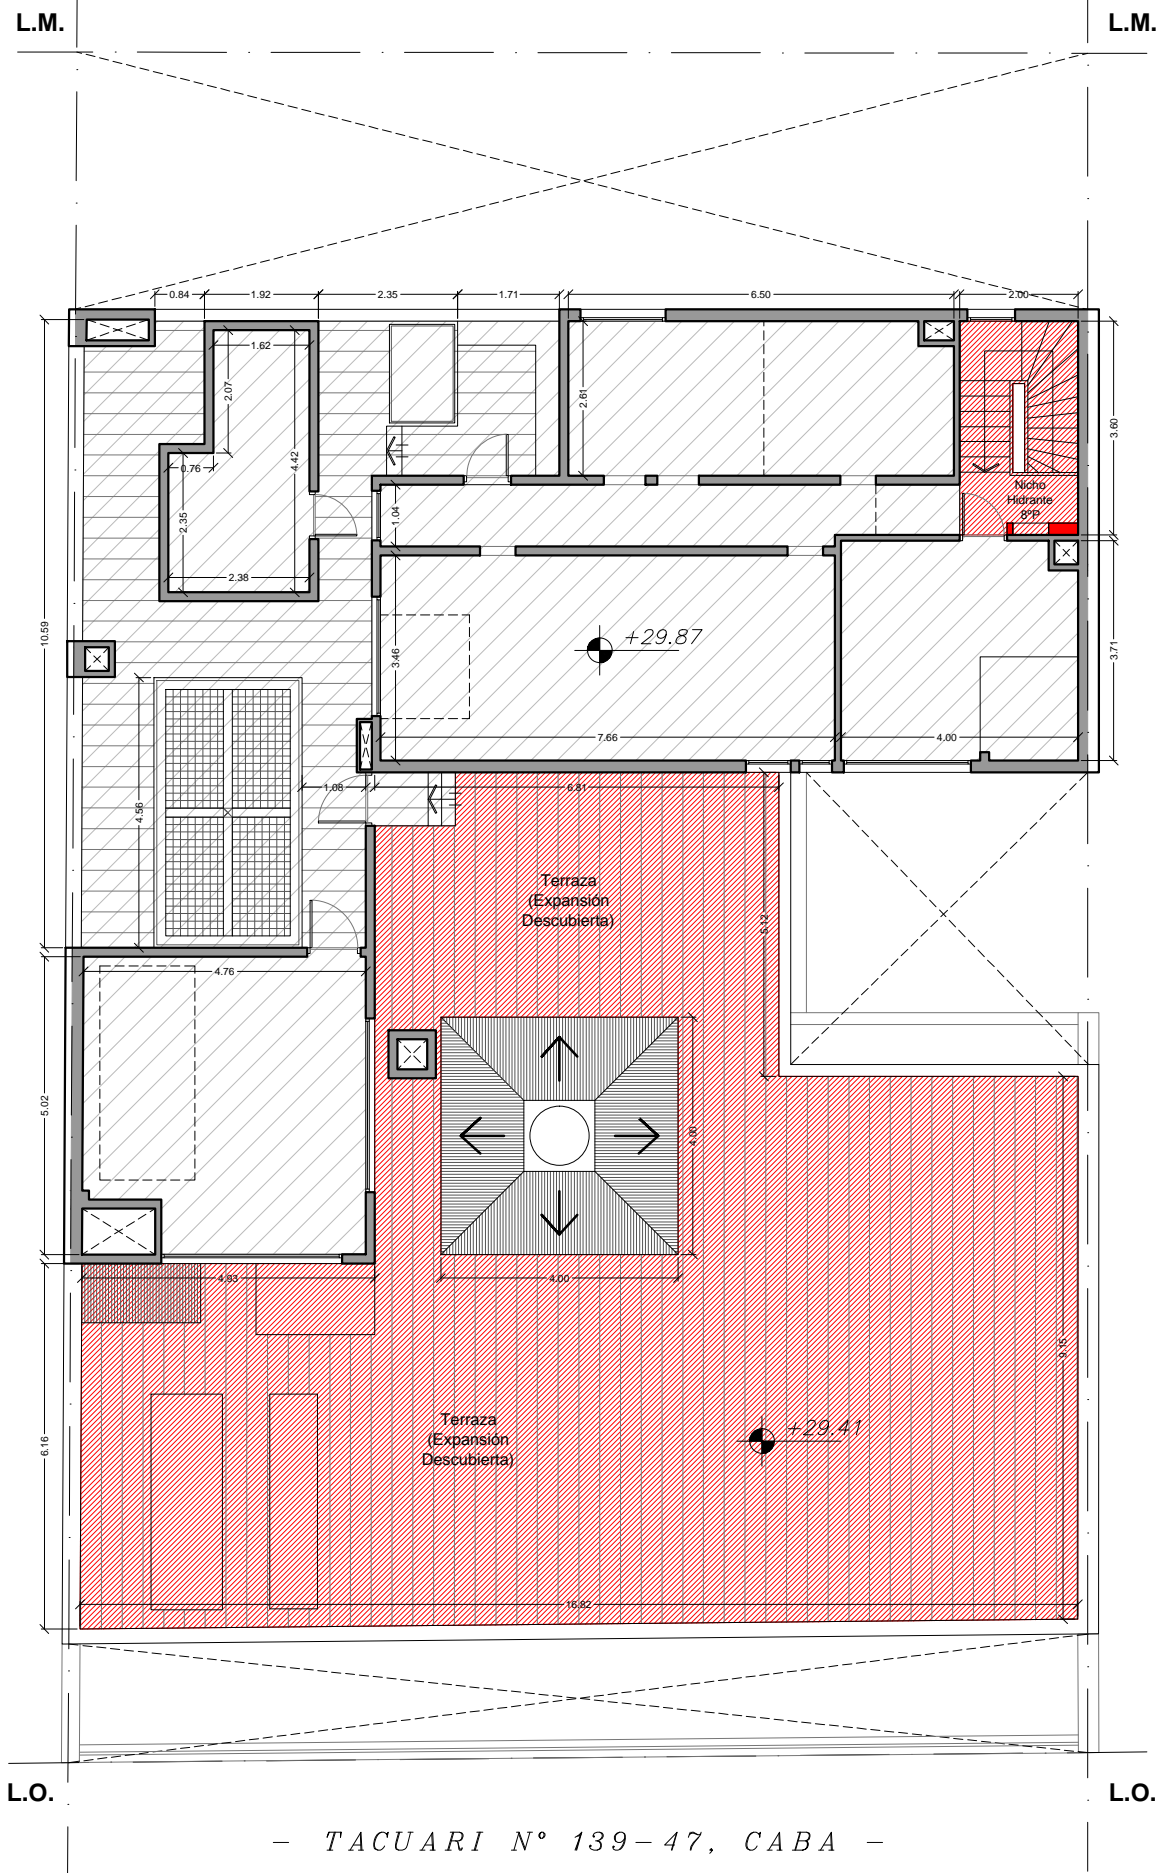 L.M.
L.M.
0.84
1.92
2.35
1.71
6.50
2.00
1.62
2.07
4.42
2.61
3.60
0.76
1.04
Nicho
Hidrante
8ºP
2.35
2.38
10.59
+29.87
3.46
3.71
7.66
4.00
1.08
6.81
4.56
Terraza
(Expansión
Descubierta)
5.12
4.76
5.02
4.00
4.93
4.00
9.15
Terraza
(Expansión
Descubierta)
+29.41
6.16
16.82
L.O.
L.O.
- TACUARI N° 139-47, CABA -